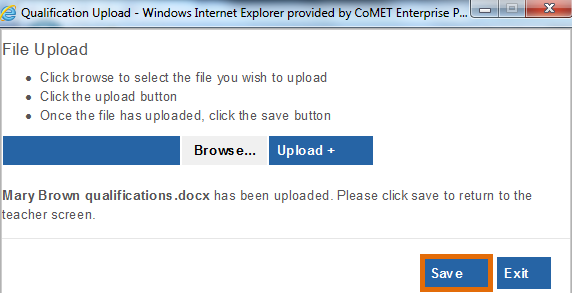 Qualification Upload - Windows Internet Explorer provided by CoMET Enterprise P...
File Upload
Click browse to select the file you wish to upload
Click the upload button
Once the file has uploaded, click the save button
Browse... Upload +
Mary Brown qualifications.docx has been uploaded. Please click save to return to the
teacher screen.
Save Exit